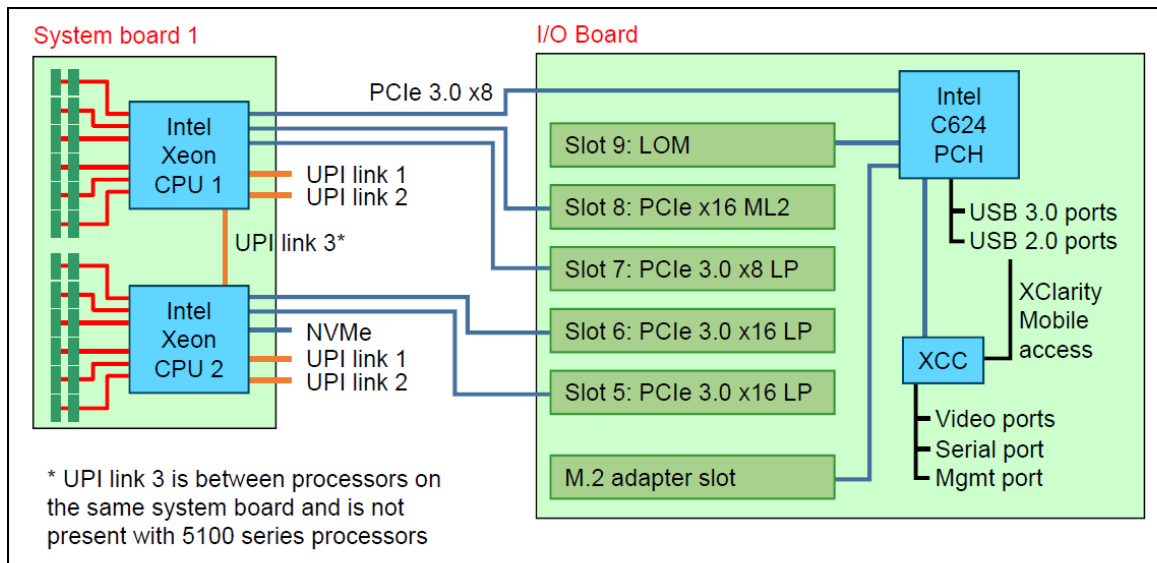 System board 1
I/O Board
PCIe 3.0 x8
Intel
Xeon
CPU 1
UPI link 1
UPI link 2
UPI link 3*
Intel
Xeon
CPU 2
NVMe
UPI link 1
UPI link 2
* UPI link 3 is between processors on
the same system board and is not
present with 5100 series processors
Intel
C624
PCH
Slot 9: LOM
Slot 8: PCIe x16 ML2
Slot 7: PCIe 3.0 x8 LP
Slot 6: PCIe 3.0 x16 LP
Slot 5: PCIe 3.0 x16 LP
M.2 adapter slot
USB 3.0 ports
USB 2.0 ports
XClarity
Mobile
access
XCC
Video ports
Serial port
Mgmt port